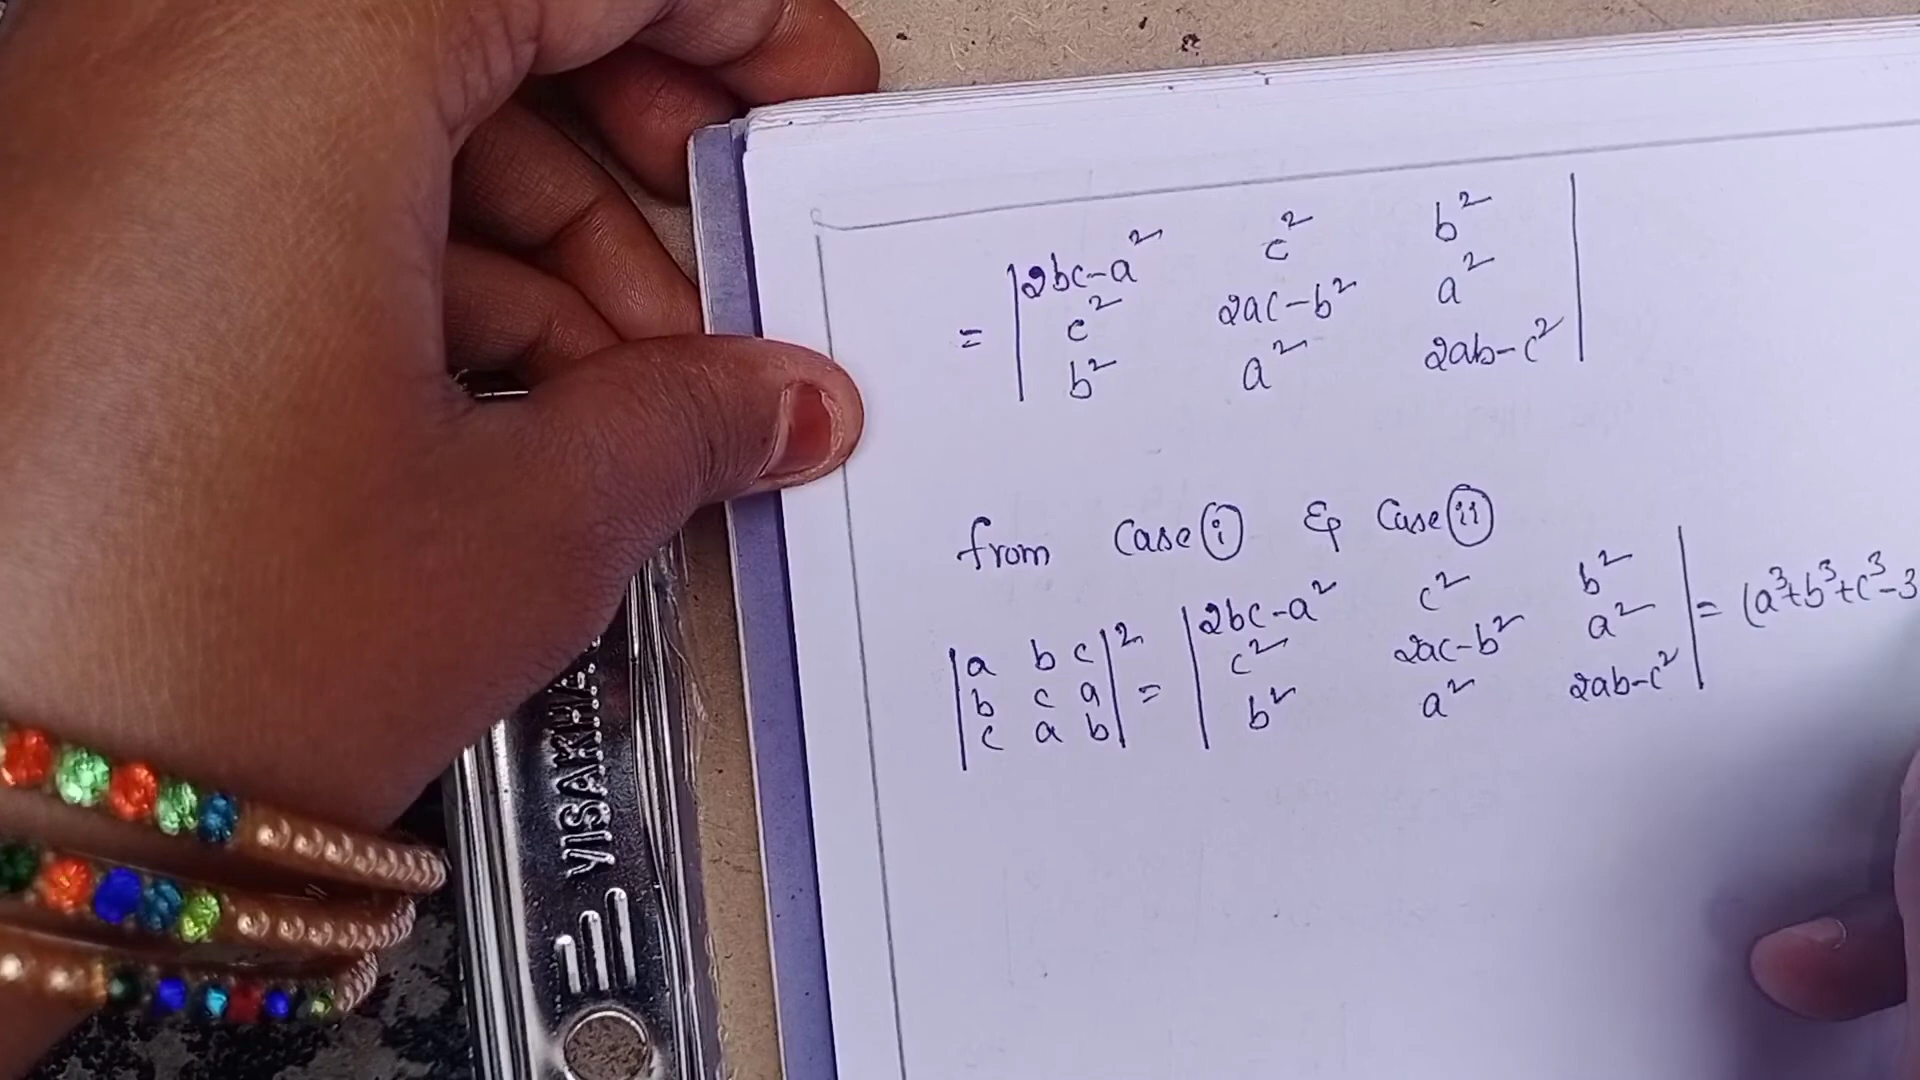 |2bc-a² c² b²|
= |c² 2ac-b² a²|
|b² a² 2ab-c²|
from Case (i) & Case (ii)
|a b c|² |2bc-a² c² b²|
|b c a| = |c² 2ac-b² a²| = (a³+b³+c³-3
|c a b| |b² a² 2ab-c²|
VISAKHA